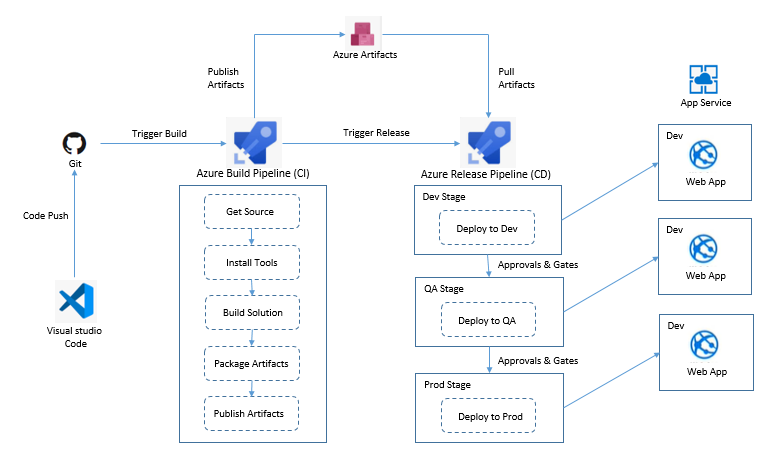 Azure Artifacts
Publish
Artifacts
Pull
Artifacts
App Service
Trigger Build
Trigger Release
Git
Azure Build Pipeline (CI)
Azure Release Pipeline (CD)
Code Push
Visual studio
Code
Get Source
Install Tools
Build Solution
Package Artifacts
Publish Artifacts
Dev Stage
Deploy to Dev
Approvals & Gates
QA Stage
Deploy to QA
Approvals & Gates
Prod Stage
Deploy to Prod
Dev
Web App
Dev
Web App
Dev
Web App